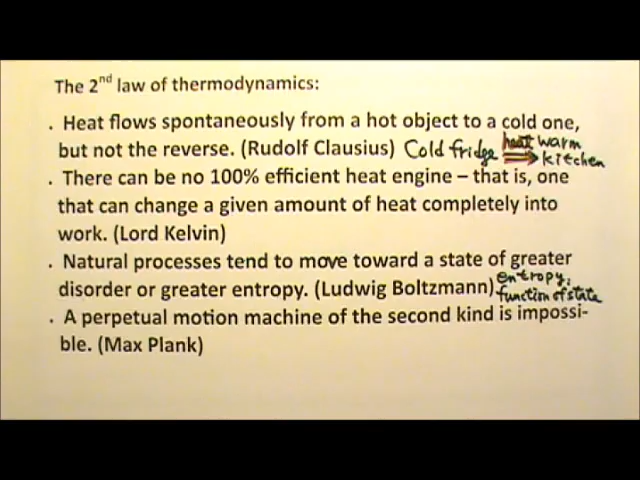 The 2nd law of thermodynamics:
. Heat flows spontaneously from a hot object to a cold one,
but not the reverse. (Rudolf Clausius) Cold fridge heat warm kitchen
. There can be no 100% efficient heat engine – that is, one
that can change a given amount of heat completely into
work. (Lord Kelvin)
. Natural processes tend to move toward a state of greater
disorder or greater entropy. (Ludwig Boltzmann) entropy, function of state
. A perpetual motion machine of the second kind is impossi-
ble. (Max Plank)